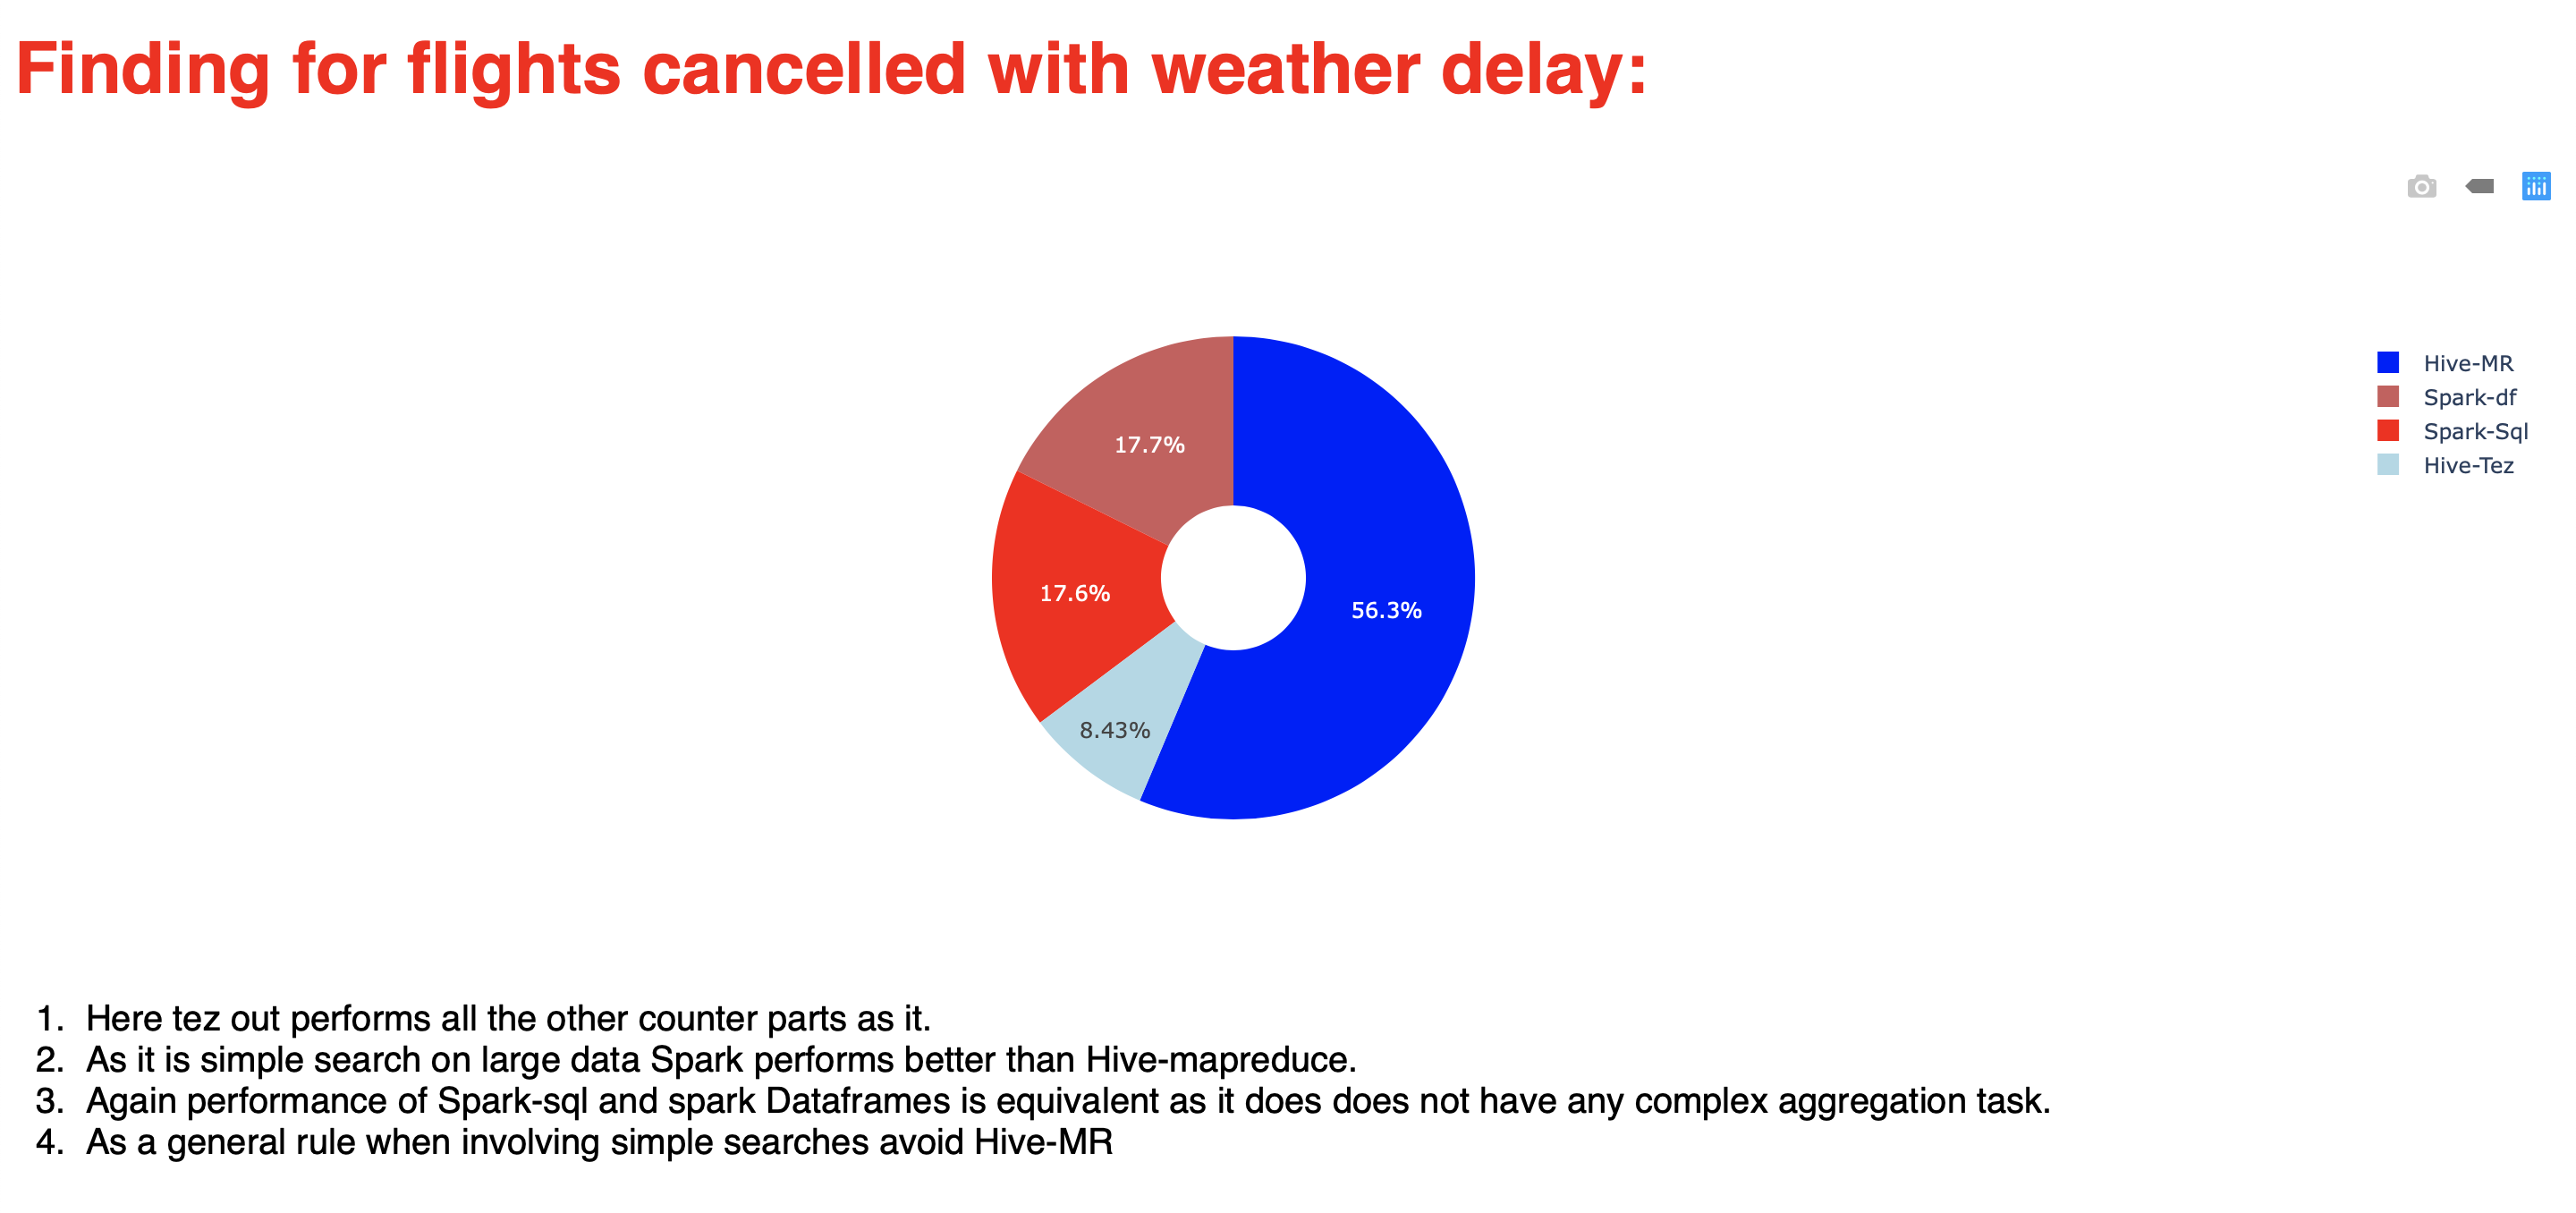 Finding for flights cancelled with weather delay:
Hive-MR
Spark-df
Spark-Sql
Hive-Tez
17.7%
17.6%
56.3%
8.43%
1. Here tez out performs all the other counter parts as it.
2. As it is simple search on large data Spark performs better than Hive-mapreduce.
3. Again performance of Spark-sql and spark Dataframes is equivalent as it does does not have any complex aggregation task.
4. As a general rule when involving simple searches avoid Hive-MR